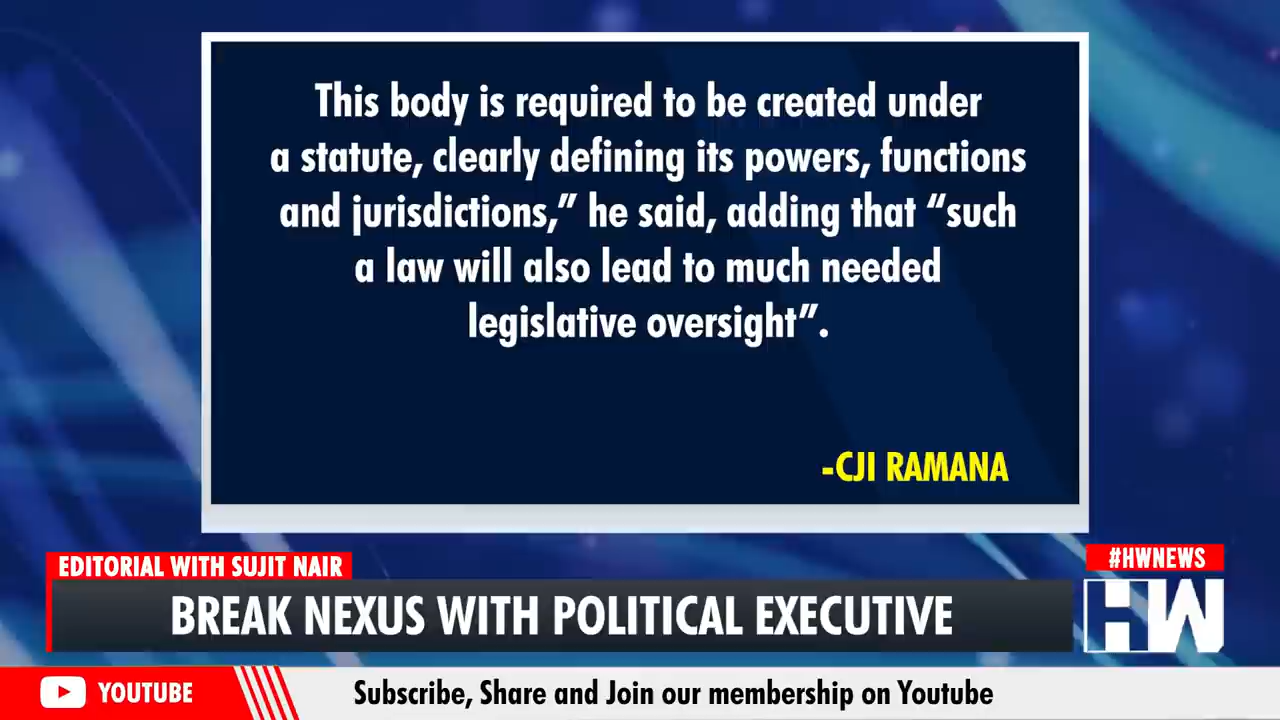 This body is required to be created under
a statute, clearly defining its powers, functions
and jurisdictions,” he said, adding that “such
a law will also lead to much needed
legislative oversight”.
-CJI RAMANA
EDITORIAL WITH SUJIT NAIR
#HWNEWS
BREAK NEXUS WITH POLITICAL EXECUTIVE
HW
YOUTUBE
Subscribe, Share and Join our membership on Youtube